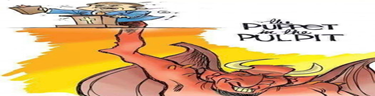 the
PUPPET
in the
PULPIT